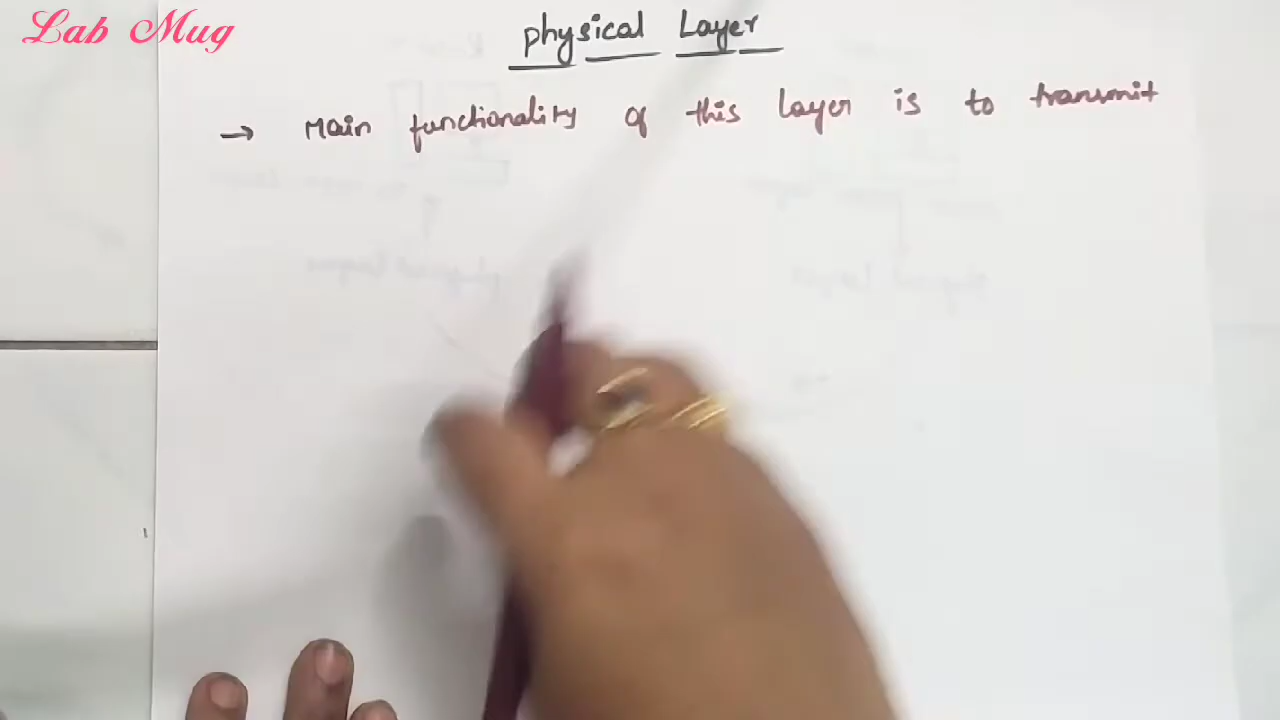 Lab Mug
physical Layer
→ Main functionality of this layer is to transmit